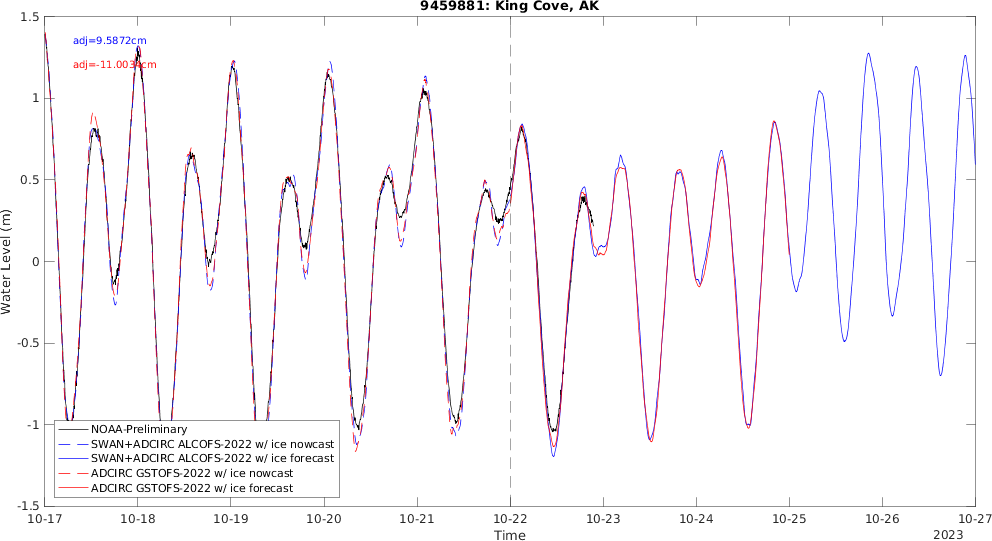 9459881: King Cove, AK
adj=9.5872cm
Water Level (m)
1.5
1
0.5
0
-0.5
-1
-1.5
NOAA-Preliminary
SWAN+ADCIRC ALCOFS-2022 w/ ice nowcast
SWAN+ADCIRC ALCOFS-2022 w/ ice forecast
ADCIRC GSTOFS-2022 w/ ice nowcast
ADCIRC GSTOFS-2022 w/ ice forecast
10-17 10-18 10-19 10-20 10-21 10-22 10-23 10-24 10-25 10-26 10-27
Time
2023